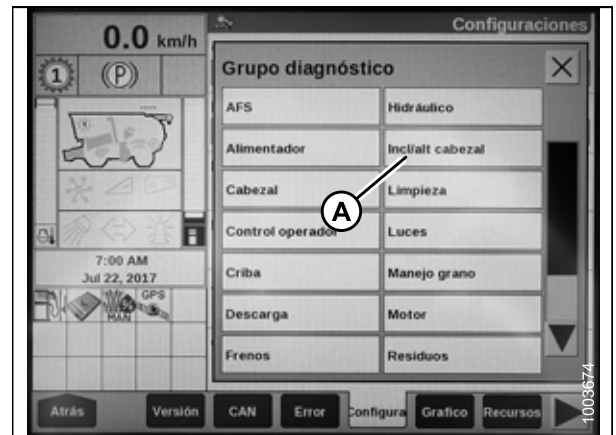 0.0 km/h
Configuraciones
1
(P)
Grupo diagnóstico
AFS
Hidráulico
Alimentador
Incl/alt cabezal
Cabezal
Limpieza
A
Control operador
Luces
Criba
Manejo grano
Descarga
Motor
Frenos
Residuos
7:00 AM
Jul 22, 2017
GPS
MAN
Atrás
Versión
CAN
Error
Configura
Grafico
Recursos
1003674